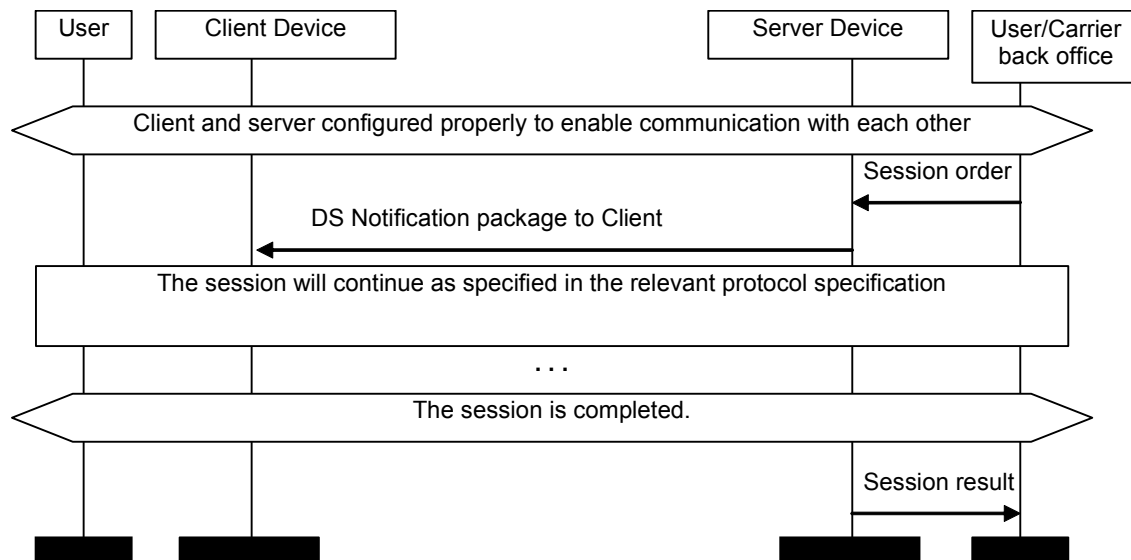 User
Client Device
Server Device
User/Carrier
back office
Client and server configured properly to enable communication with each other
Session order
DS Notification package to Client
The session will continue as specified in the relevant protocol specification
. . .
The session is completed.
Session result